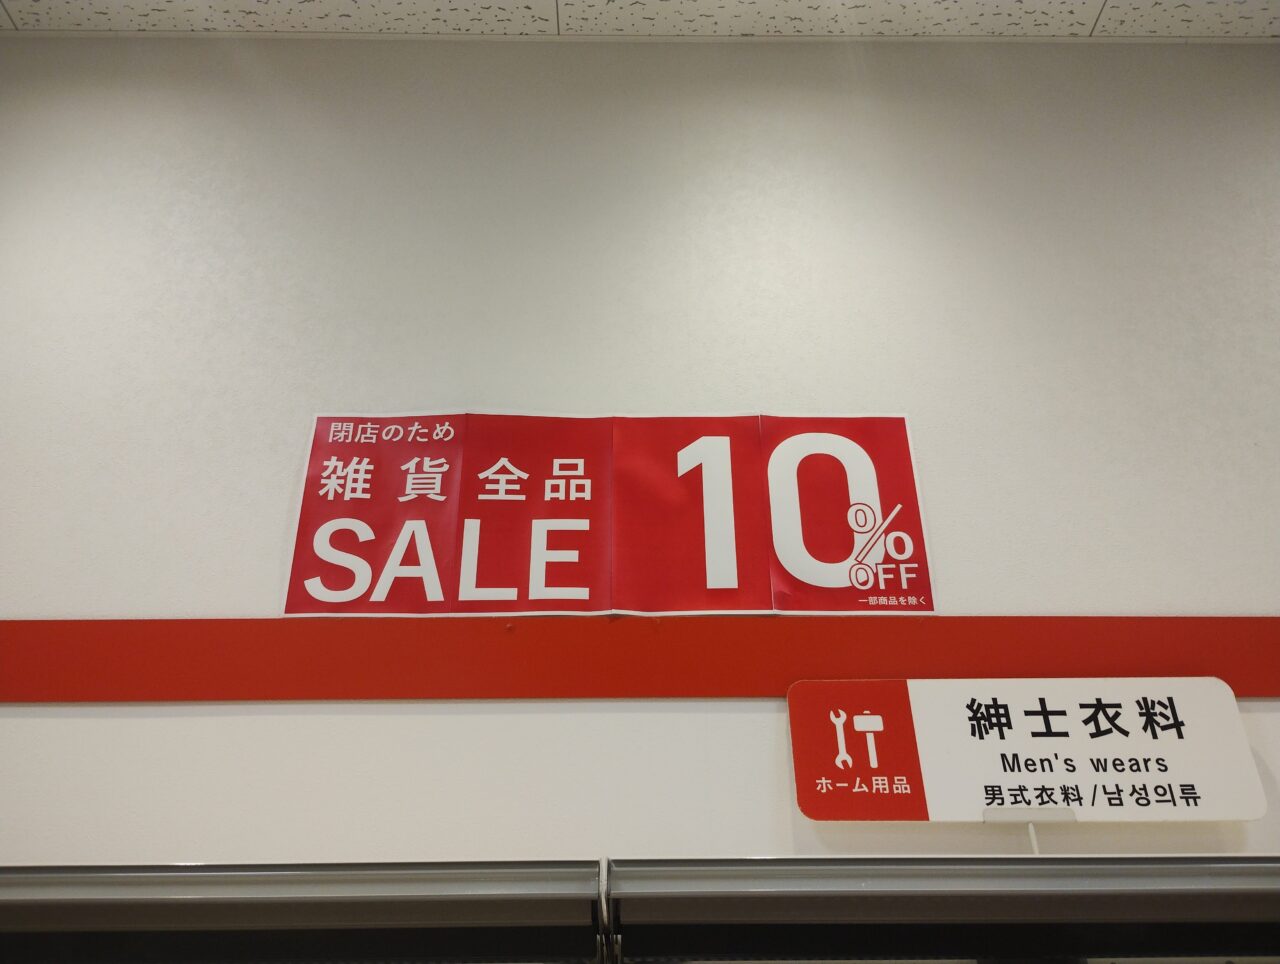 閉店のため
雑貨全品
SALE
10%
OFF
一部商品を除く
ホーム用品
紳士衣料
Men's wears
男式衣料/남성의류